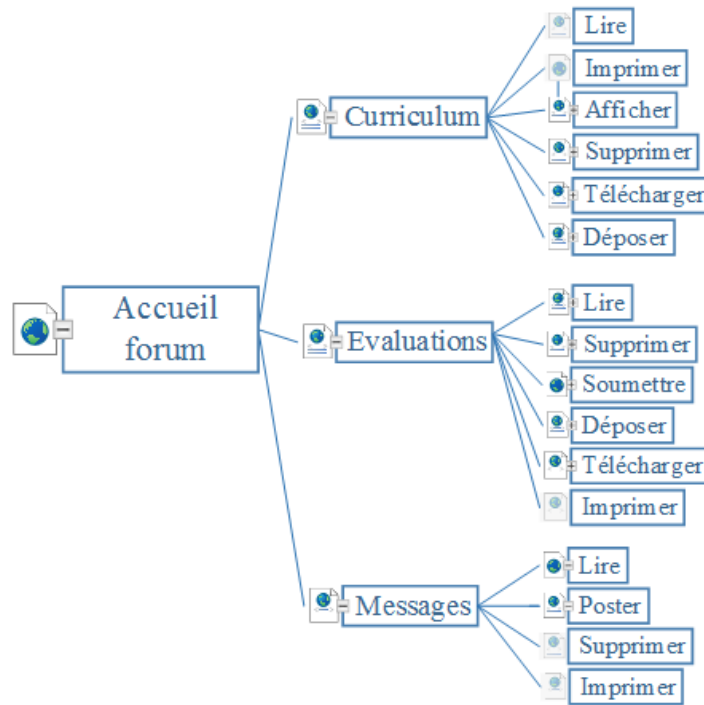 Accueil
forum
Curriculum
Lire
Imprimer
Afficher
Supprimer
Télécharger
Déposer
Evaluations
Lire
Supprimer
Soumettre
Déposer
Télécharger
Imprimer
Messages
Lire
Poster
Supprimer
Imprimer